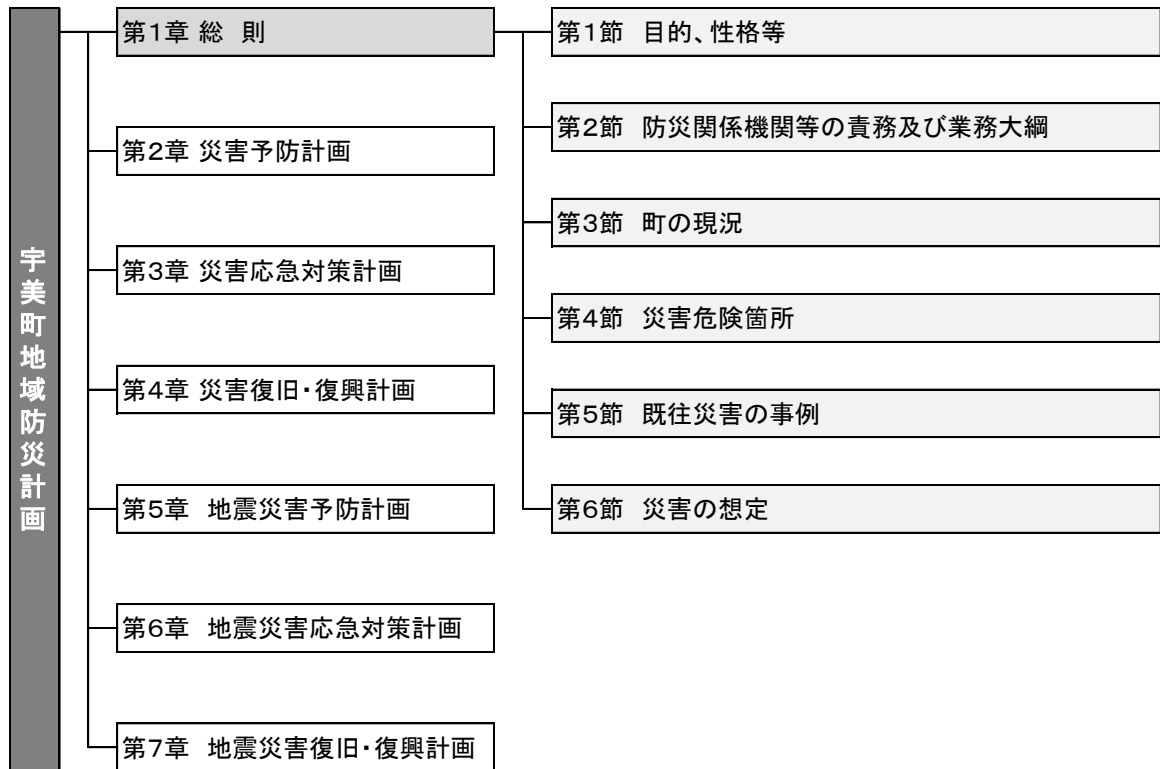 宇美町地域防災計画
第1章 総　則
第2章 災害予防計画
第3章 災害応急対策計画
第4章 災害復旧・復興計画
第5章　地震災害予防計画
第6章　地震災害応急対策計画
第7章　地震災害復旧・復興計画
第1節　目的、性格等
第2節　防災関係機関等の責務及び業務大綱
第3節　町の現況
第4節　災害危険箇所
第5節　既往災害の事例
第6節　災害の想定